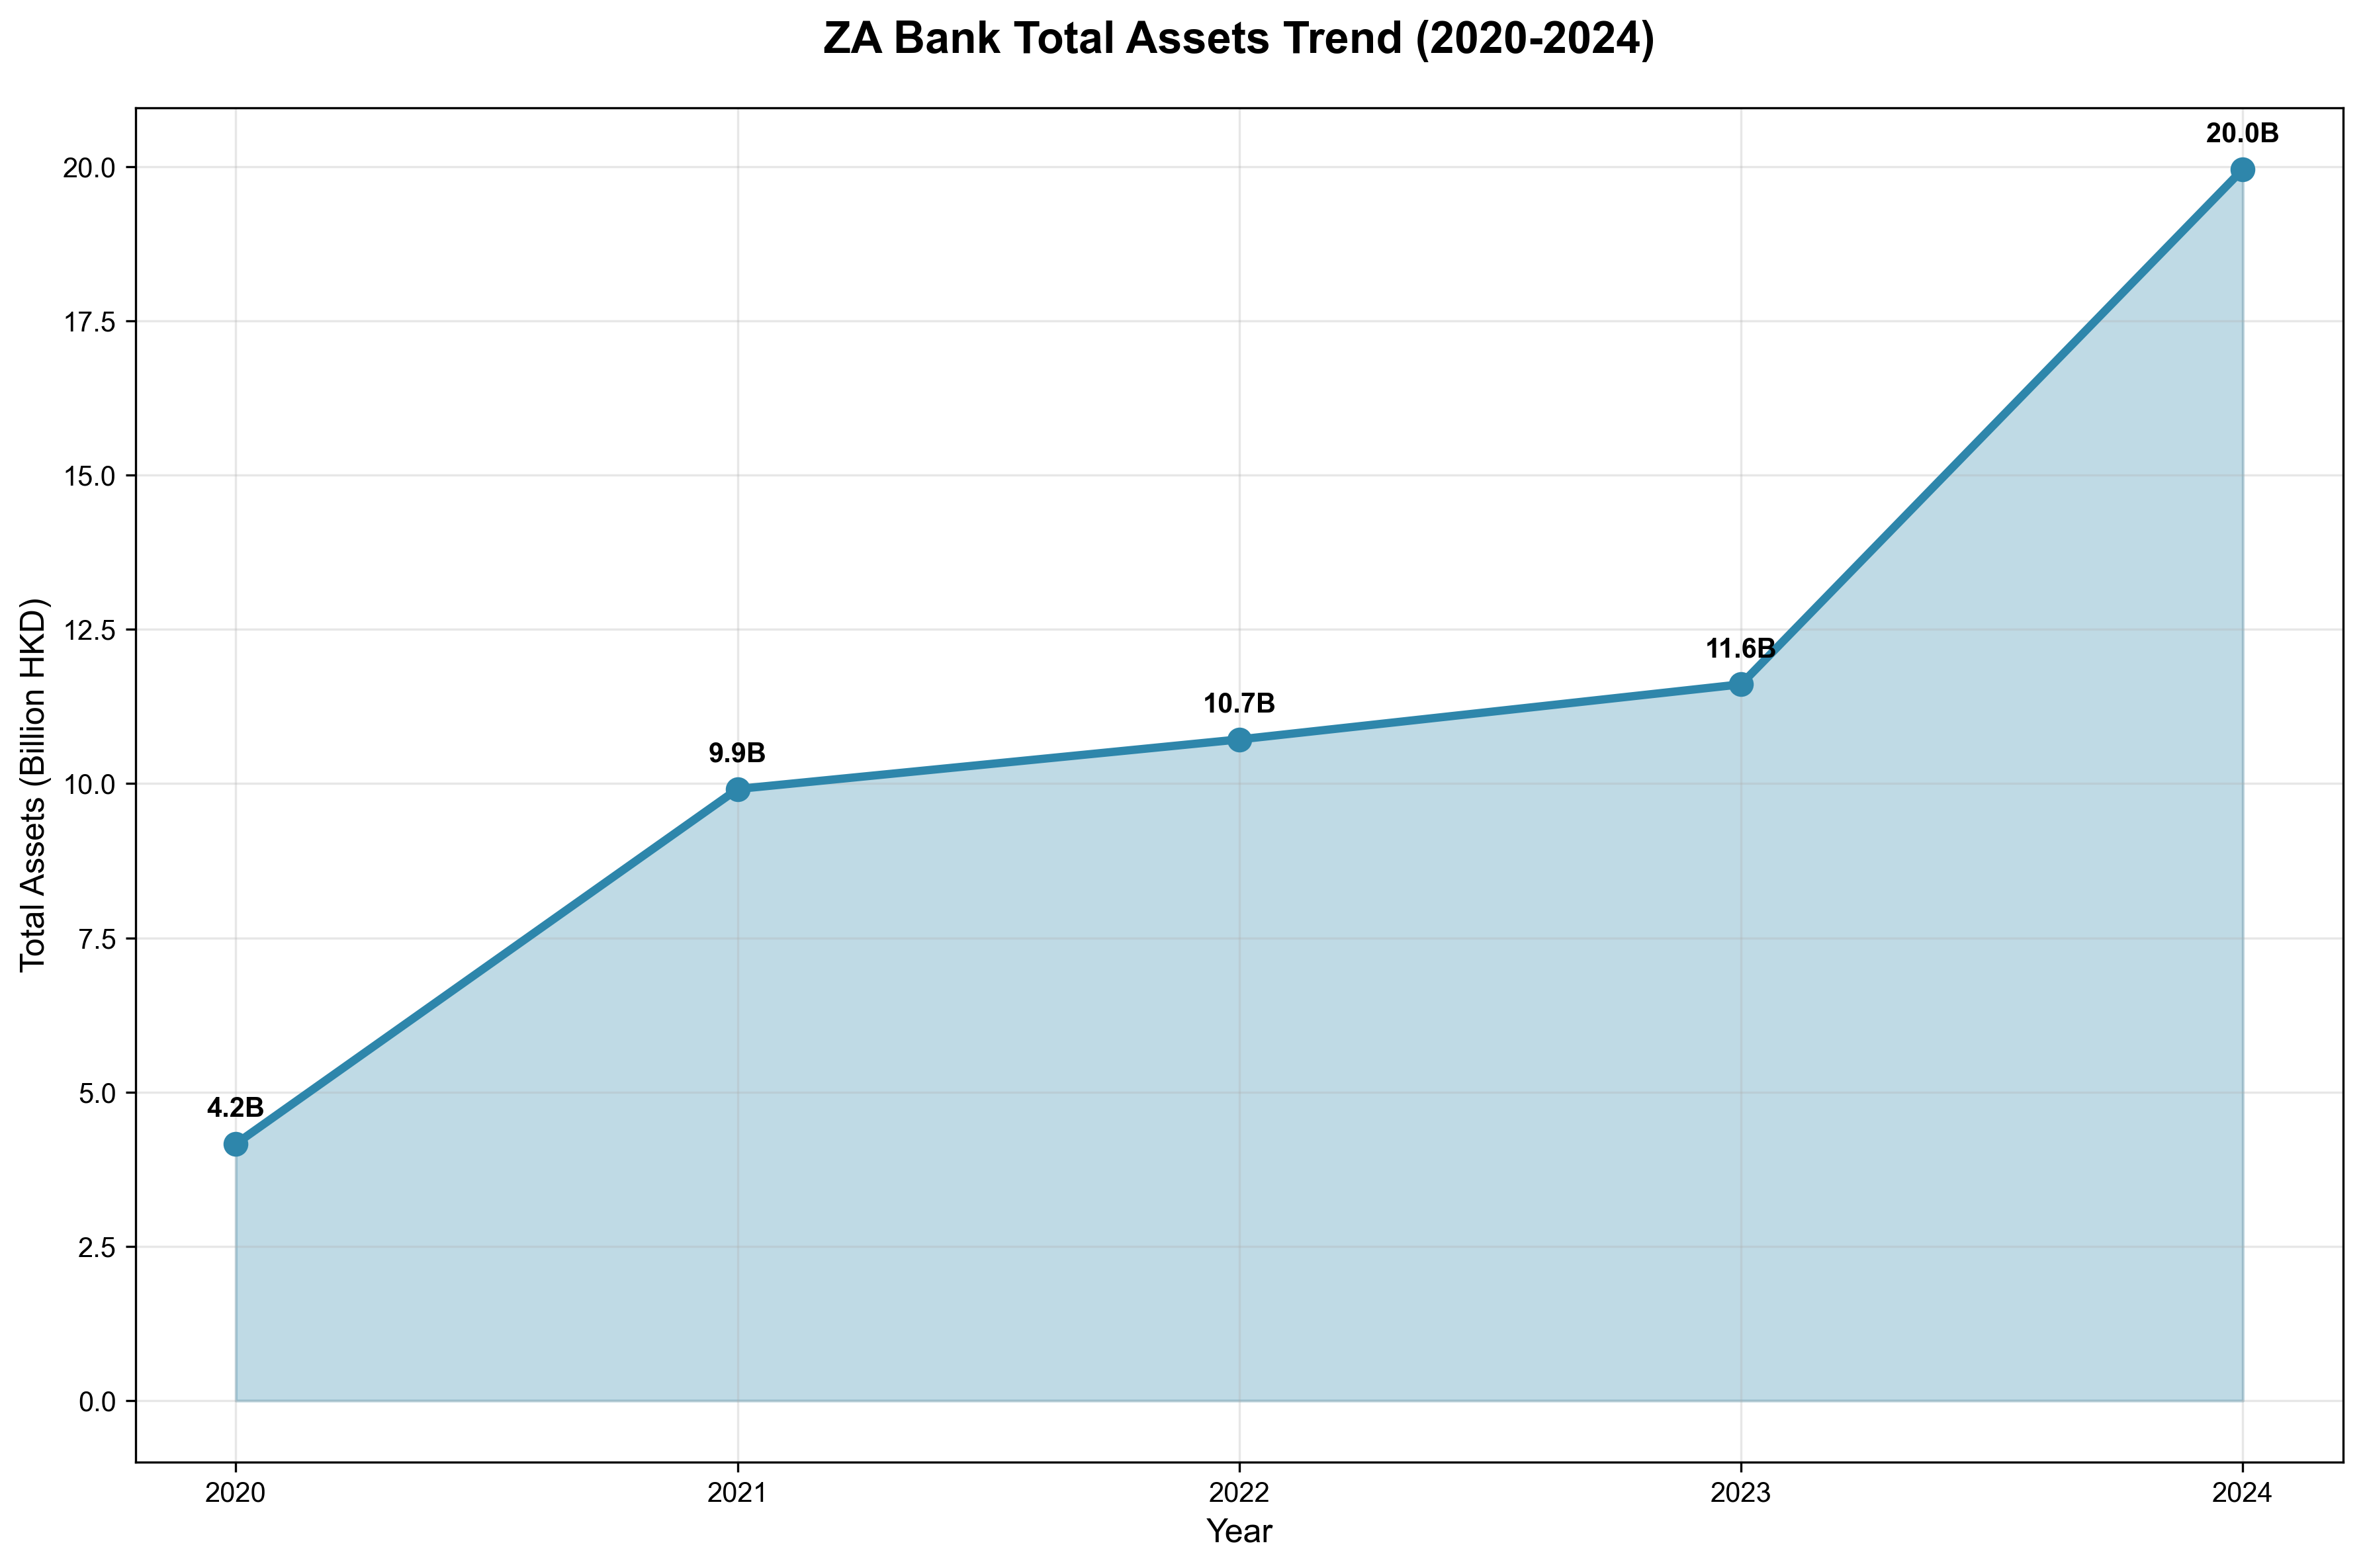 ZA Bank Total Assets Trend (2020-2024)
Total Assets (Billion HKD)
20.0
17.5
15.0
12.5
10.0
7.5
5.0
2.5
0.0
4.2B
9.9B
10.7B
11.6B
20.0B
2020 2021 2022 2023 2024
Year